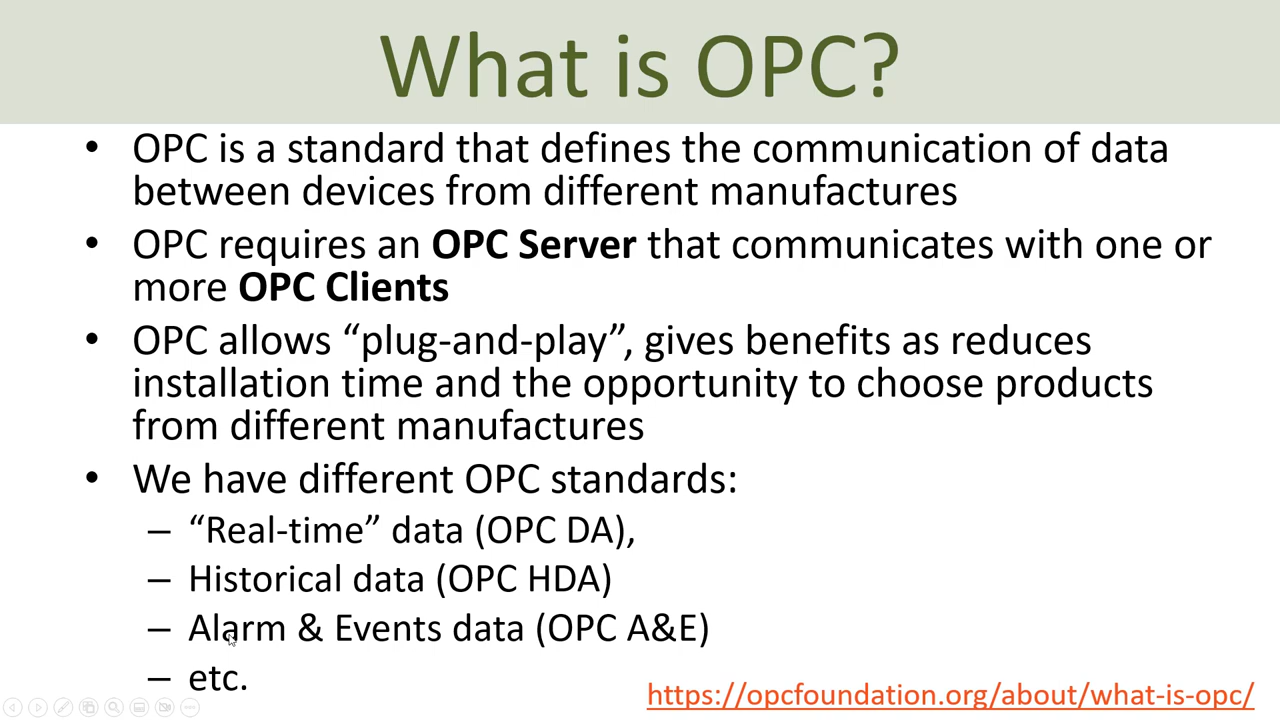 What is OPC?
• OPC is a standard that defines the communication of data
between devices from different manufactures
• OPC requires an OPC Server that communicates with one or
more OPC Clients
• OPC allows “plug-and-play”, gives benefits as reduces
installation time and the opportunity to choose products
from different manufactures
• We have different OPC standards:
– “Real-time” data (OPC DA),
– Historical data (OPC HDA)
– Alarm & Events data (OPC A&E)
– etc.
https://opcfoundation.org/about/what-is-opc/